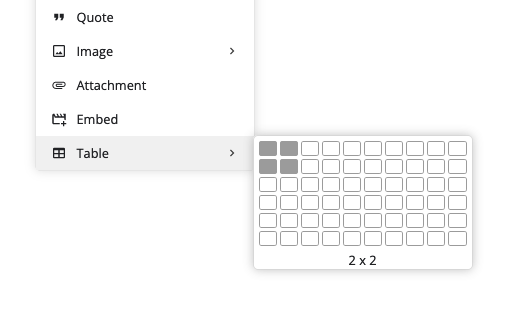 Quote
Image
Attachment
Embed
Table
2 x 2